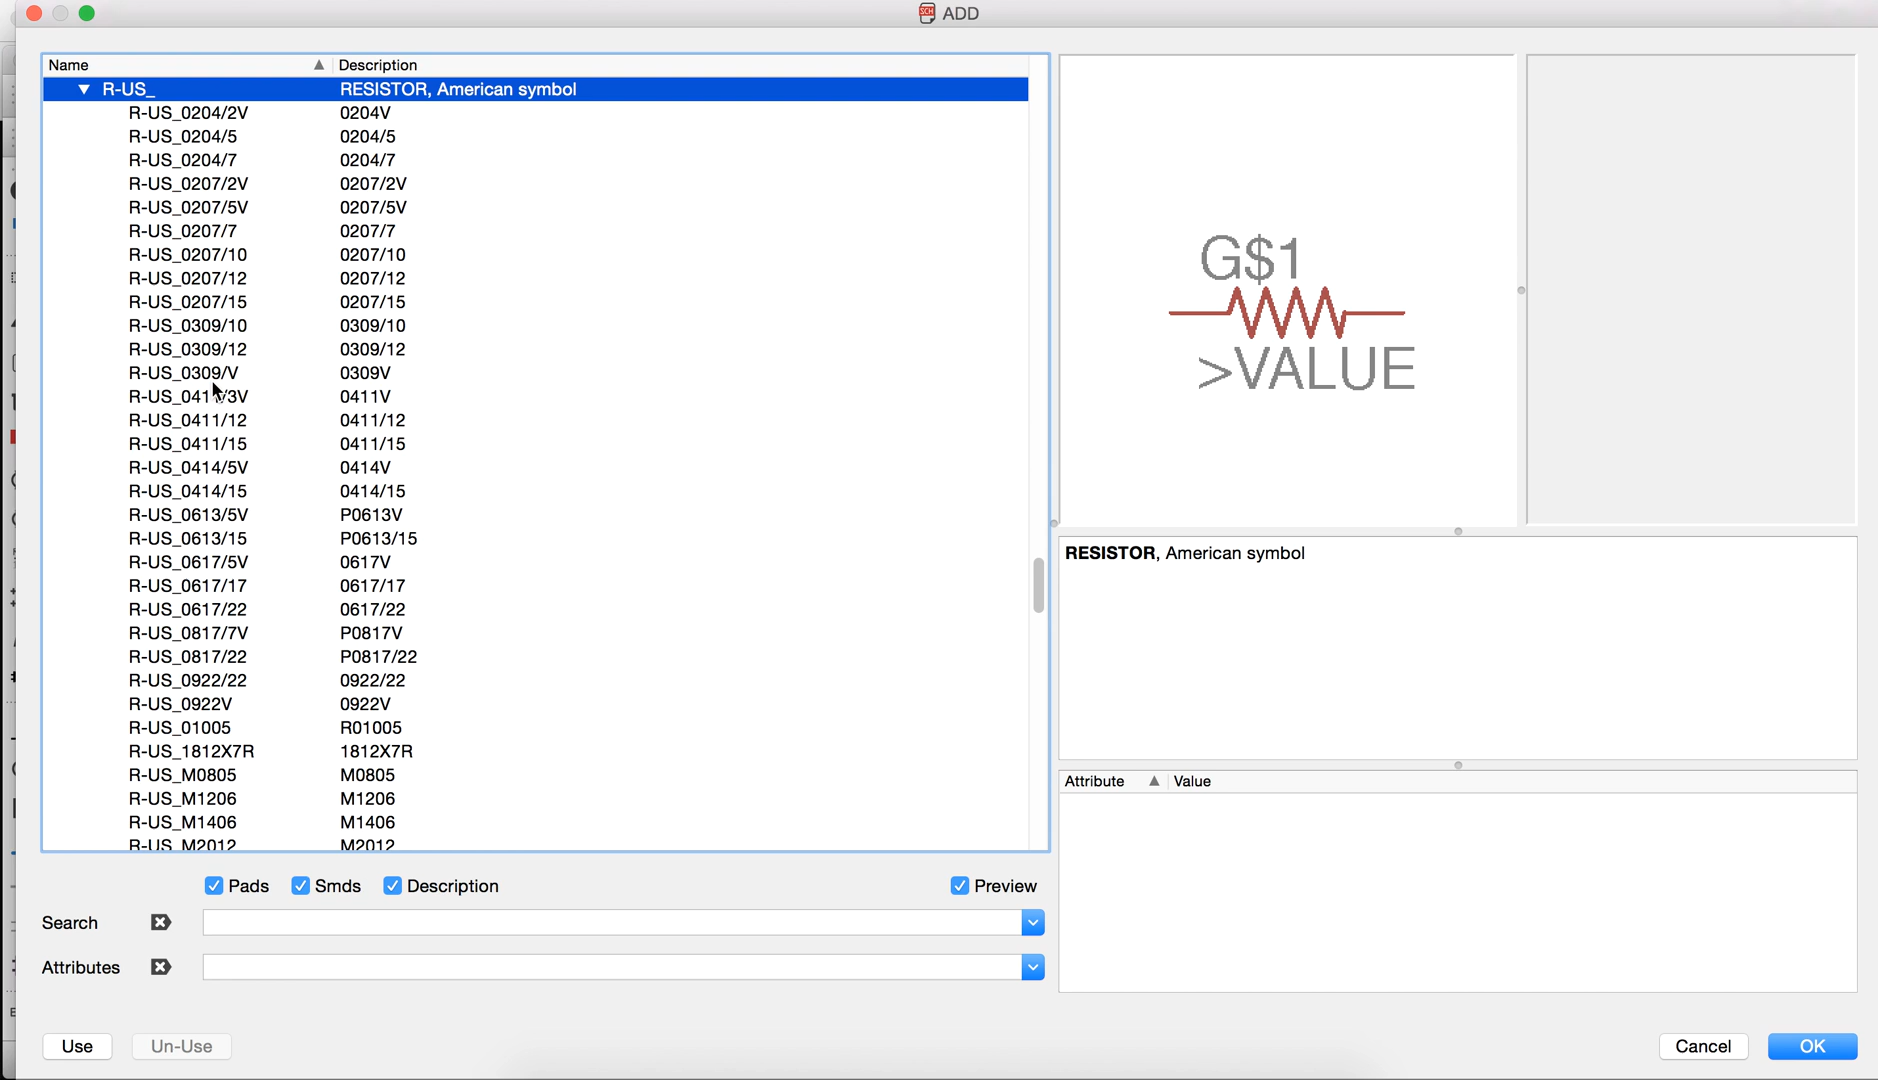 SCH ADD
Name Description
R-US_ RESISTOR, American symbol
R-US_0204/2V 0204V
R-US_0204/5 0204/5
R-US_0204/7 0204/7
R-US_0207/2V 0207/2V
R-US_0207/5V 0207/5V
R-US_0207/7 0207/7
R-US_0207/10 0207/10
R-US_0207/12 0207/12
R-US_0207/15 0207/15
R-US_0309/10 0309/10
R-US_0309/12 0309/12
R-US_0309/V 0309V
R-US_0411/3V 0411V
R-US_0411/12 0411/12
R-US_0411/15 0411/15
R-US_0414/5V 0414V
R-US_0414/15 0414/15
R-US_0613/5V P0613V
R-US_0613/15 P0613/15
R-US_0617/5V 0617V
R-US_0617/17 0617/17
R-US_0617/22 0617/22
R-US_0817/7V P0817V
R-US_0817/22 P0817/22
R-US_0922/22 0922/22
R-US_0922V 0922V
R-US_01005 R01005
R-US_1812X7R 1812X7R
R-US_M0805 M0805
R-US_M1206 M1206
R-US_M1406 M1406
R-US_M2012 M2012
Pads Smds Description Preview
Search
Attributes
Use Un-Use
G$1
>VALUE
RESISTOR, American symbol
Attribute Value
Cancel OK